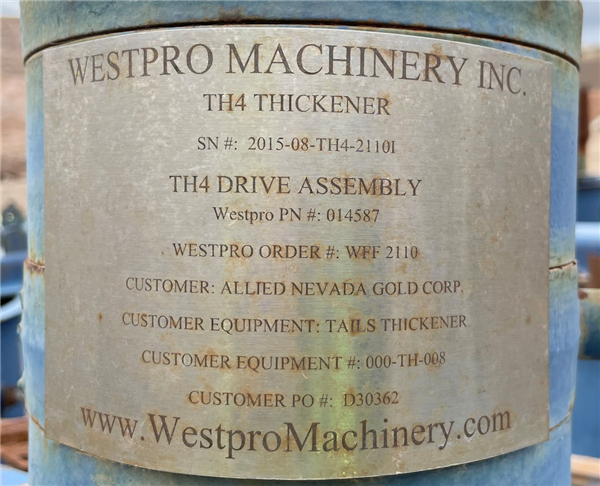 WESTPRO MACHINERY INC.
TH4 THICKENER
SN #: 2015-08-TH4-2110I
TH4 DRIVE ASSEMBLY
Westpro PN #: 014587
WESTPRO ORDER #: WFF 2110
CUSTOMER: ALLIED NEVADA GOLD CORP.
CUSTOMER EQUIPMENT: TAILS THICKENER
CUSTOMER EQUIPMENT #: 000-TH-008
CUSTOMER PO #: D30362
www.WestproMachinery.com